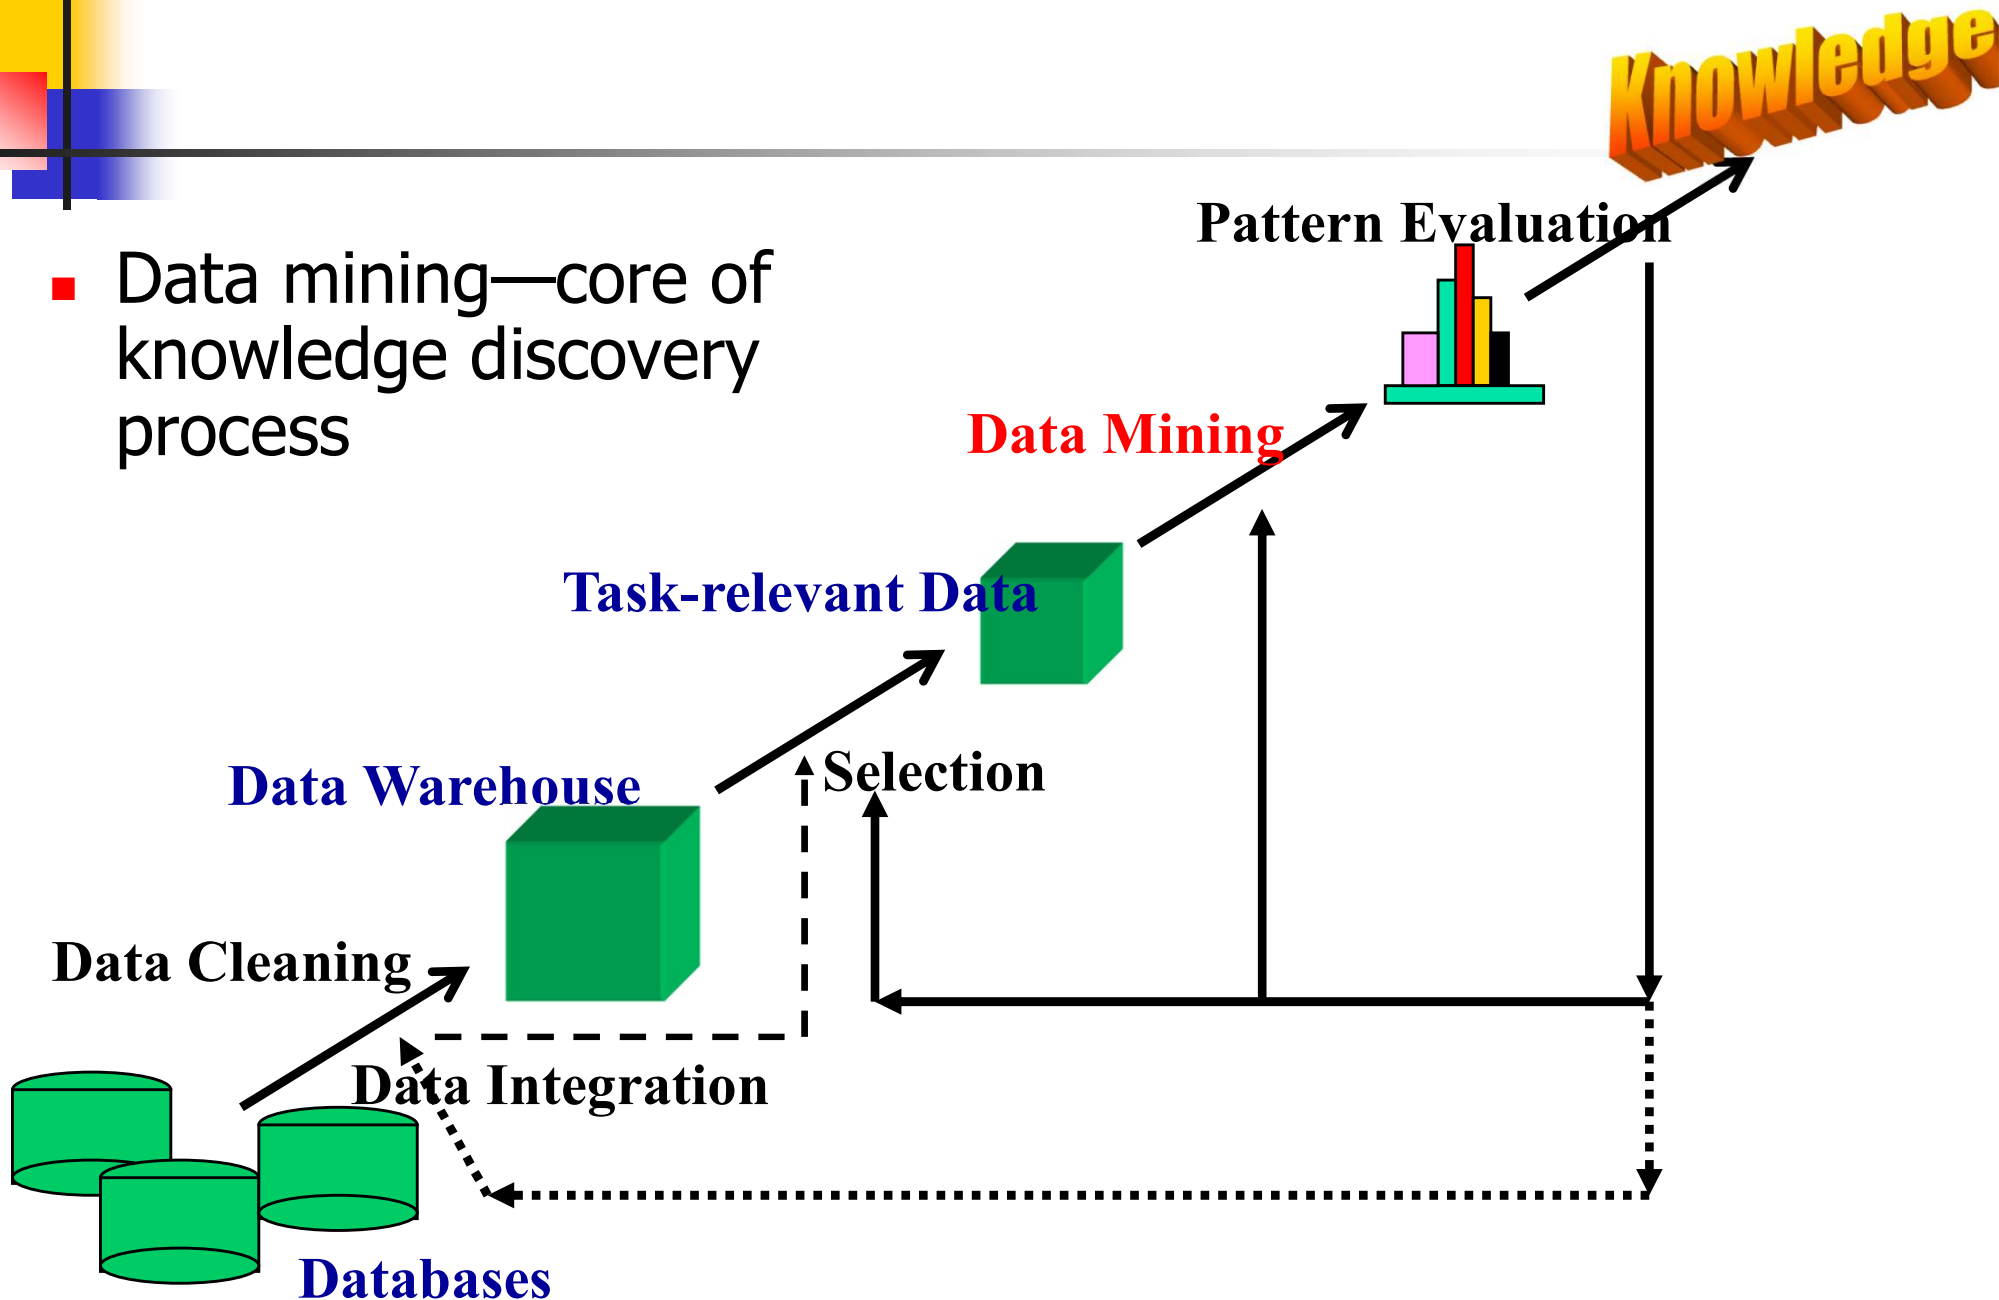 Knowledge
Pattern Evaluation
Data mining—core of
knowledge discovery
process
Data Mining
Task-relevant Data
Selection
Data Warehouse
Data Cleaning
Data Integration
Databases